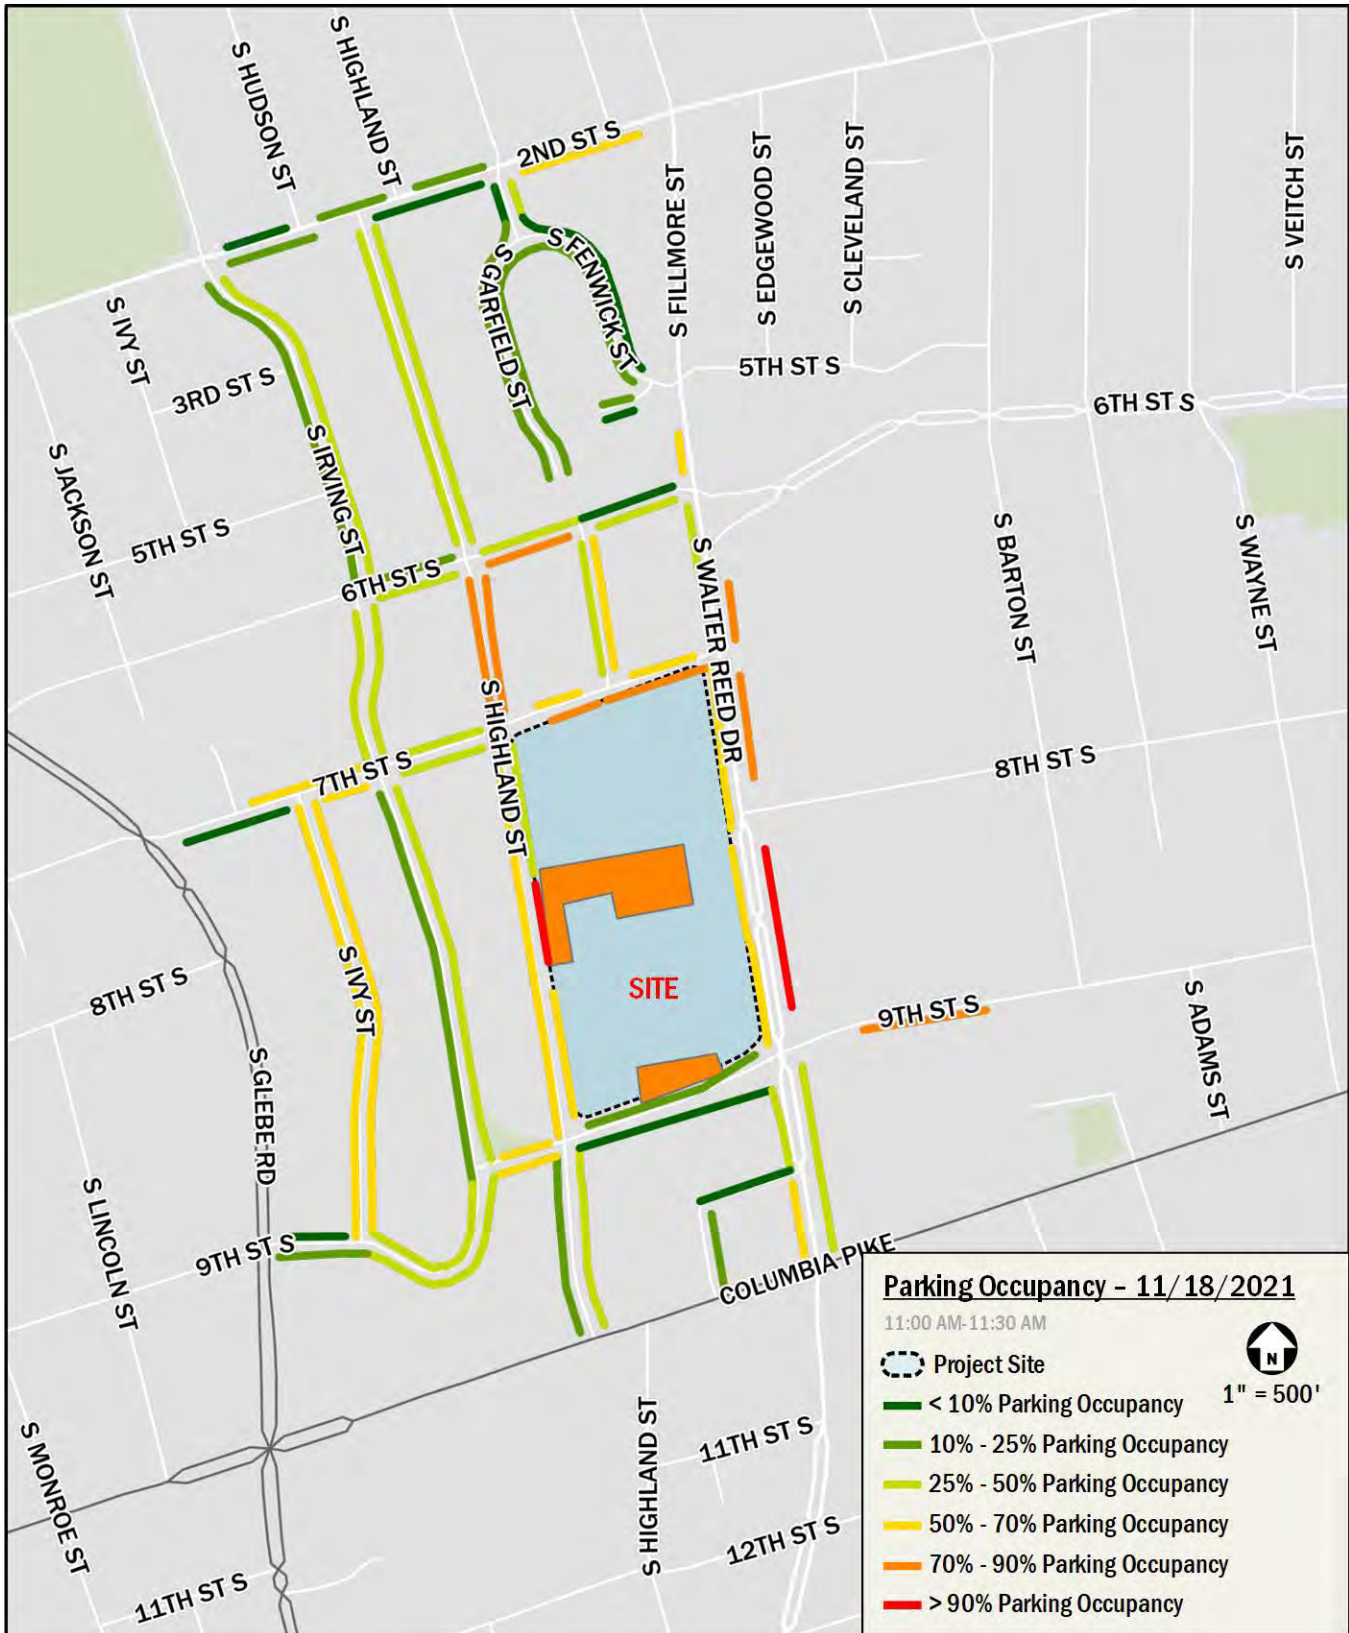 S HUDSON ST
S HIGHLAND ST
2ND ST S
S FILLMORE ST
S EDGEWOOD ST
S CLEVELAND ST
S VEITCH ST
S FENWICK ST
S GARFIELD ST
S IVY ST
3RD ST S
5TH ST S
6TH ST S
S IRVING ST
S JACKSON ST
5TH ST S
6TH ST S
S WALTER REED DR
S BARTON ST
S WAYNE ST
S HIGHLAND ST
7TH ST S
8TH ST S
S IVY ST
8TH ST S
SITE
9TH ST S
S ADAMS ST
S GLEBE RD
S LINCOLN ST
9TH ST S
COLUMBIA PIKE
S MONROE ST
S HIGHLAND ST
11TH ST S
12TH ST S
11TH ST S
Parking Occupancy – 11/18/2021
11:00 AM-11:30 AM
Project Site
N
1" = 500'
< 10% Parking Occupancy
10% - 25% Parking Occupancy
25% - 50% Parking Occupancy
50% - 70% Parking Occupancy
70% - 90% Parking Occupancy
> 90% Parking Occupancy